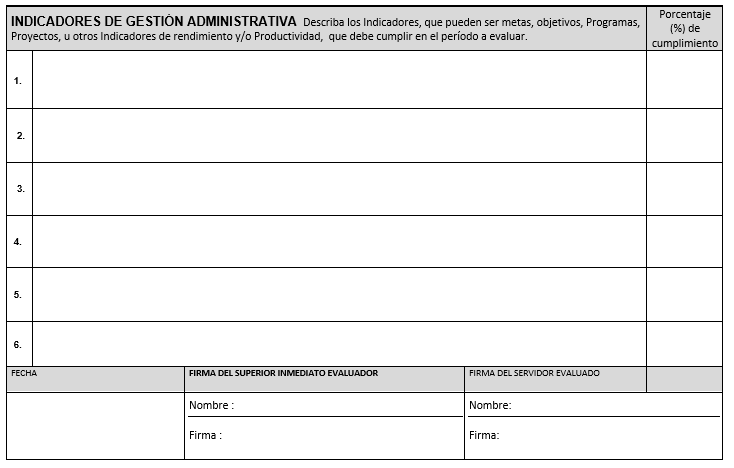 INDICADORES DE GESTIÓN ADMINISTRATIVA Describa los Indicadores, que pueden ser metas, objetivos, Programas,
Proyectos, u otros Indicadores de rendimiento y/o Productividad, que debe cumplir en el período a evaluar.
Porcentaje
(%) de
cumplimiento
1.
2.
3.
4.
5.
6.
FECHA
FIRMA DEL SUPERIOR INMEDIATO EVALUADOR
FIRMA DEL SERVIDOR EVALUADO
Nombre :
Nombre:
Firma :
Firma: